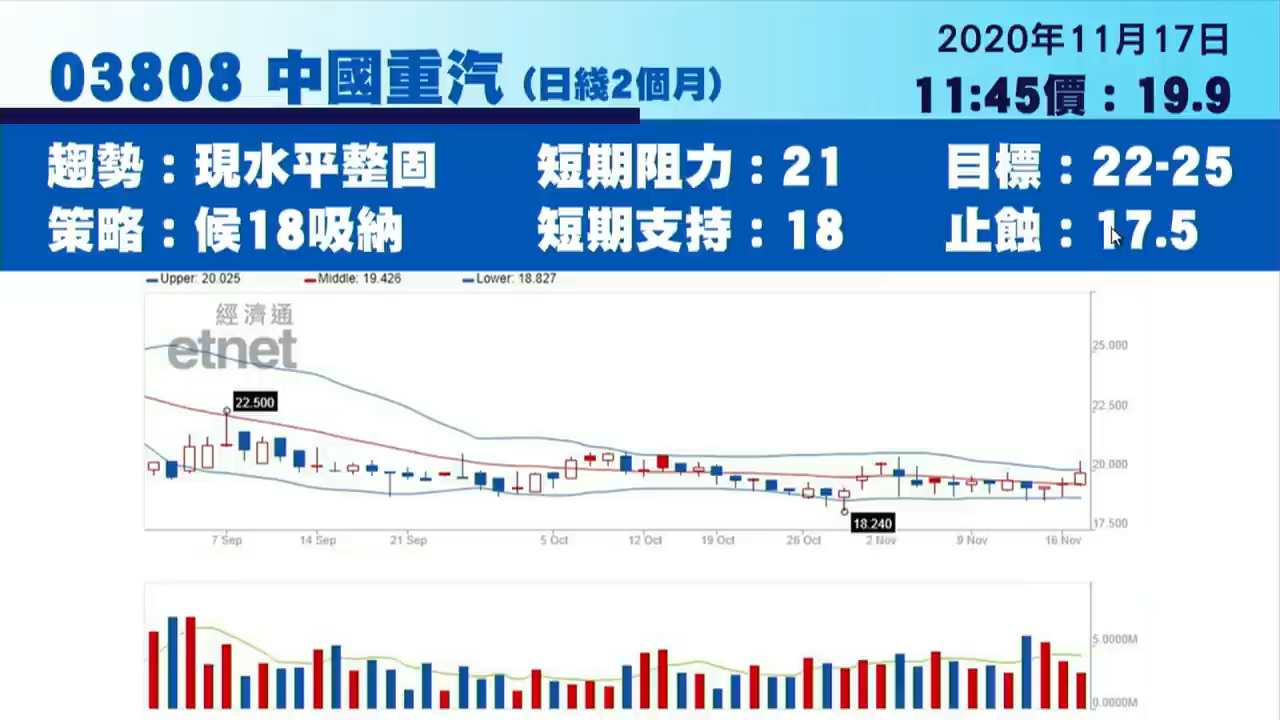 03808 中國重汽 (日綫2個月)
2020年11月17日
11:45價：19.9
趨勢：現水平整固
短期阻力：21
目標：22-25
策略：候18吸納
短期支持：18
止蝕：17.5
Upper: 20.025 Middle: 19.426 Lower: 18.827
經濟通
etnet
25.000
22.500
22.500
20.000
18.240
17.500
7 Sep 14 Sep 21 Sep 5 Oct 12 Oct 19 Oct 26 Oct 2 Nov 9 Nov 16 Nov
5.0000M
0.0000M